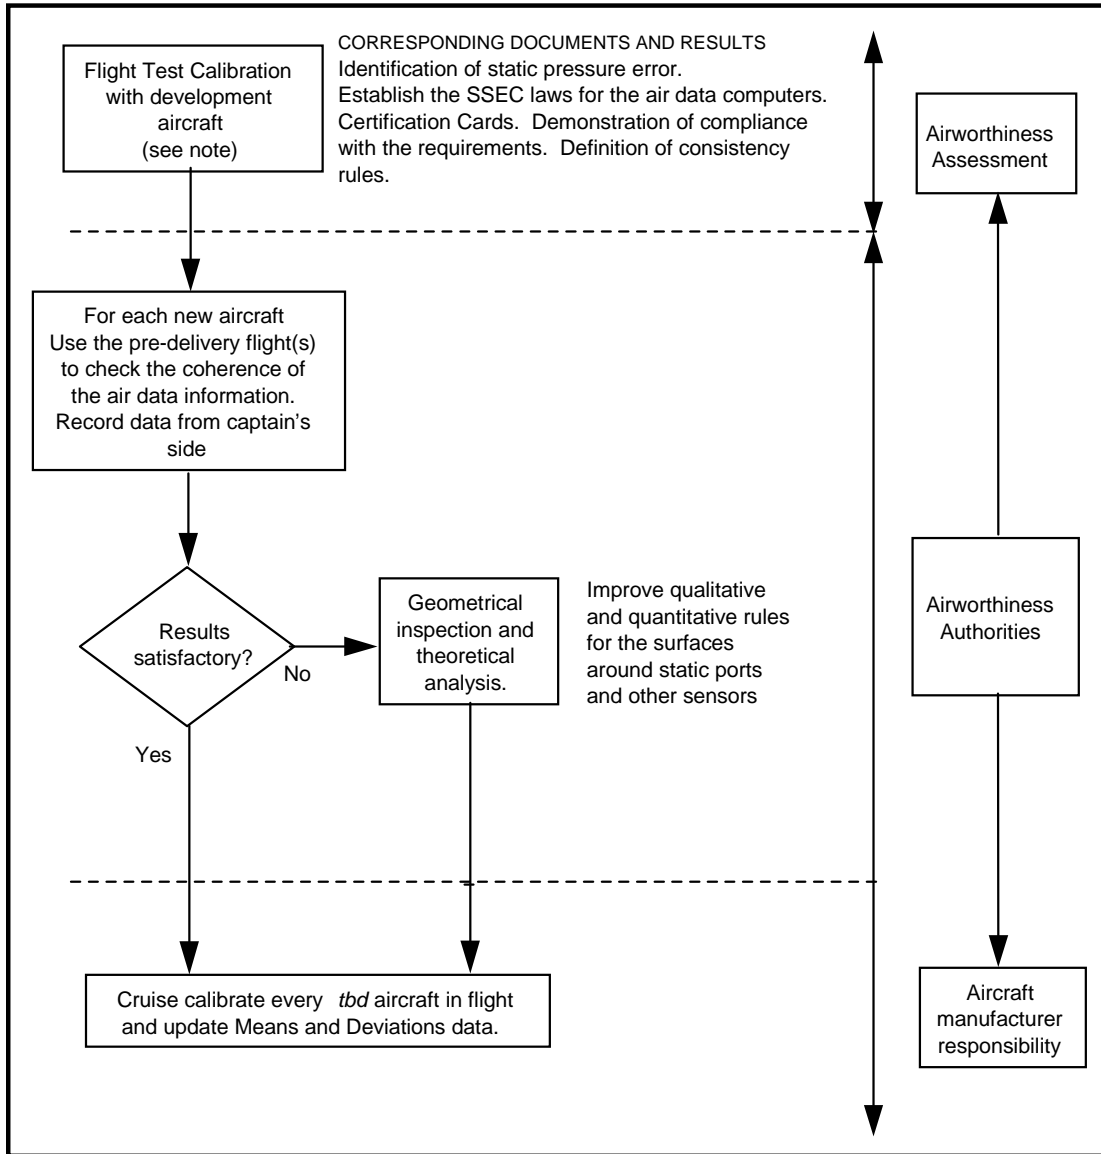 Flight Test Calibration
with development
aircraft
(see note)
CORRESPONDING DOCUMENTS AND RESULTS
Identification of static pressure error.
Establish the SSEC laws for the air data computers.
Certification Cards.  Demonstration of compliance
with the requirements.  Definition of consistency
rules.
Airworthiness
Assessment
For each new aircraft
Use the pre-delivery flight(s)
to check the coherence of
the air data information.
Record data from captain's
side
Results
satisfactory?
No
Yes
Geometrical
inspection and
theoretical
analysis.
Improve qualitative
and quantitative rules
for the surfaces
around static ports
and other sensors
Airworthiness
Authorities
Cruise calibrate every tbd aircraft in flight
and update Means and Deviations data.
Aircraft
manufacturer
responsibility